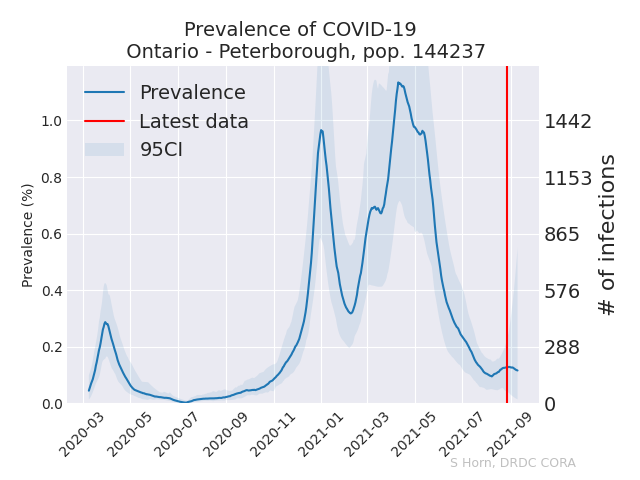 Prevalence of COVID-19
Ontario - Peterborough, pop. 144237
Prevalence
Latest data
95CI
Prevalence (%)
1.0
0.8
0.6
0.4
0.2
0.0
1442
1153
865
576
288
0
# of infections
2020-03
2020-05
2020-07
2020-09
2020-11
2021-01
2021-03
2021-05
2021-07
2021-09
S Horn, DRDC CORA